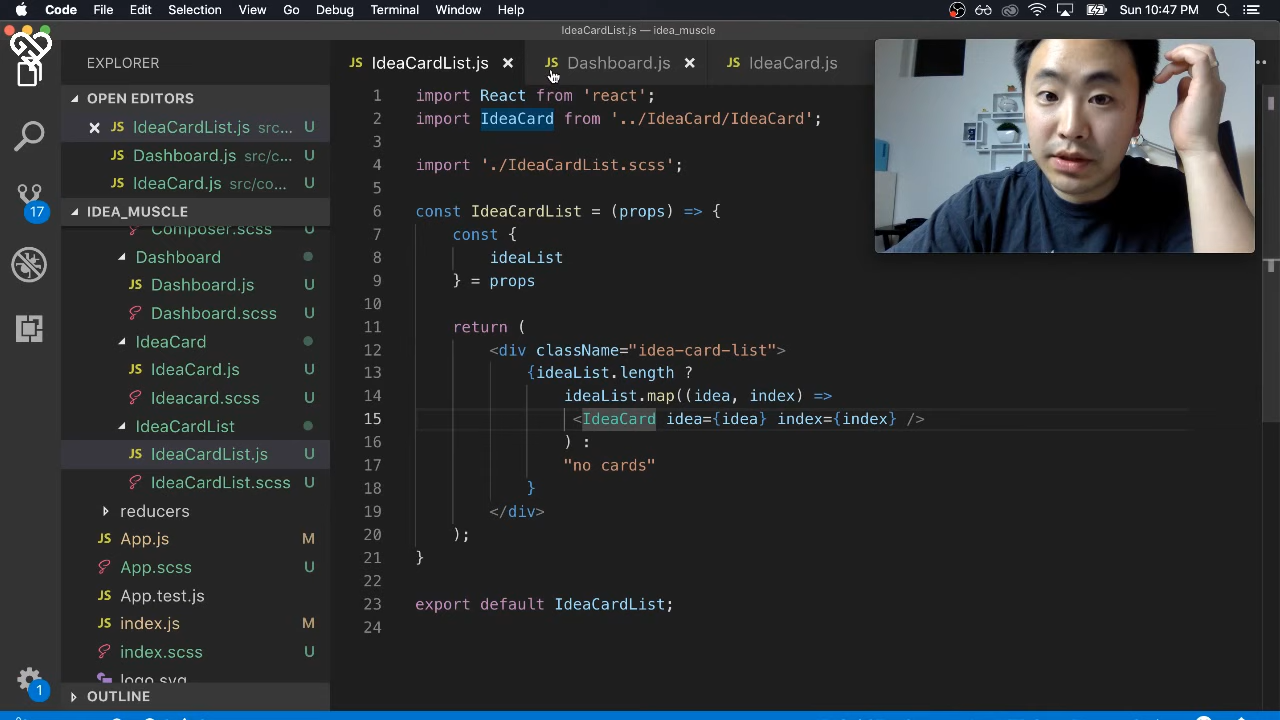 Code File Edit Selection View Go Debug Terminal Window Help Sun 10:47 PM
IdeaCardList.js — idea_muscle
EXPLORER
OPEN EDITORS
IdeaCardList.js src... U
Dashboard.js src/c... U
IdeaCard.js src/co... U
IDEA_MUSCLE
Composer.scss U
Dashboard
JS Dashboard.js U
Dashboard.scss U
IdeaCard
JS IdeaCard.js U
Ideacard.scss U
IdeaCardList
JS IdeaCardList.js U
IdeaCardList.scss U
reducers
JS App.js M
App.scss U
App.test.js
JS index.js M
index.scss U
logo.svg
OUTLINE
17
1
JS IdeaCardList.js JS Dashboard.js JS IdeaCard.js
1 import React from 'react';
2 import IdeaCard from '../IdeaCard/IdeaCard';
3
4 import './IdeaCardList.scss';
5
6 const IdeaCardList = (props) => {
7 const {
8 ideaList
9 } = props
10
11 return (
12 <div className="idea-card-list">
13 {ideaList.length ?
14 ideaList.map((idea, index) =>
15 <IdeaCard idea={idea} index={index} />
16 ) :
17 "no cards"
18 }
19 </div>
20 );
21 }
22
23 export default IdeaCardList;
24